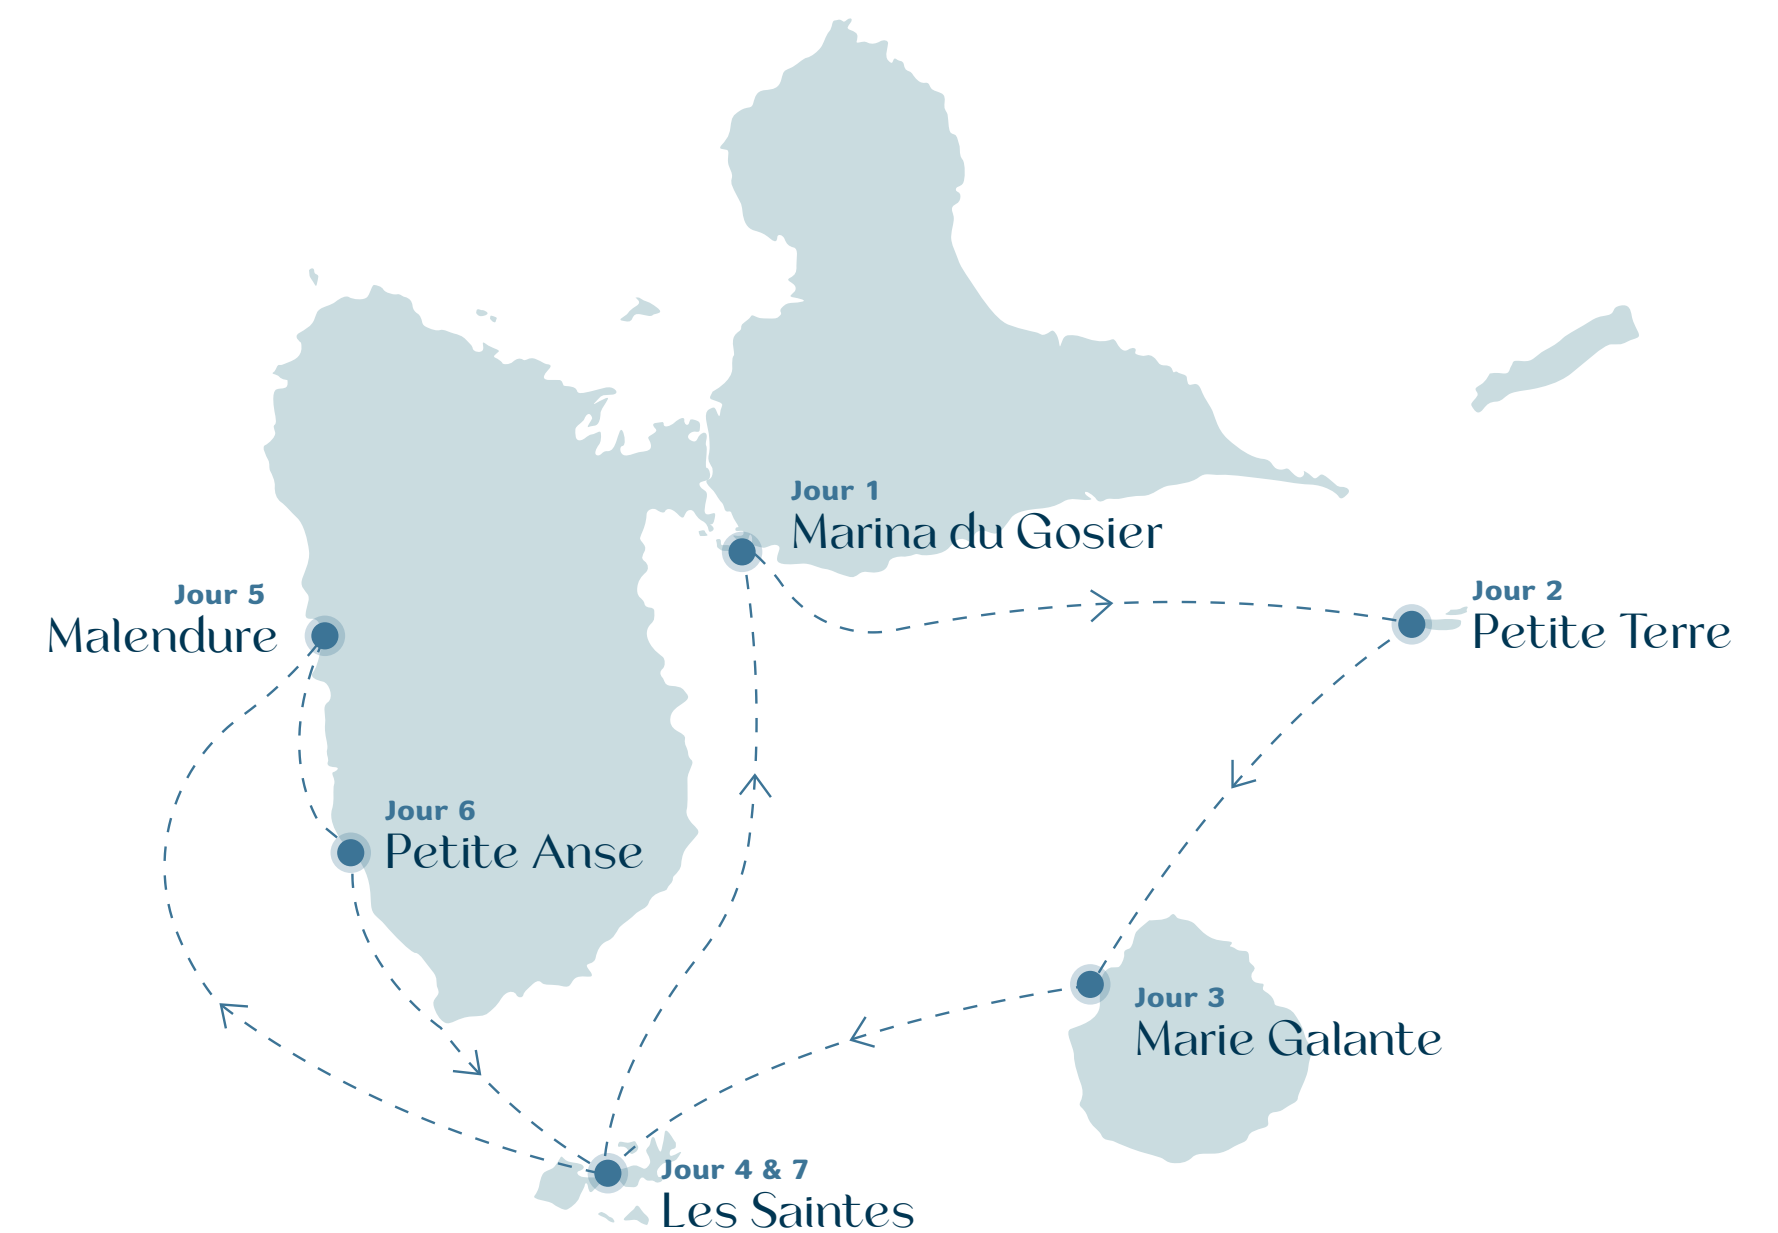 Jour 1
Marina du Gosier
Jour 2
Petite Terre
Jour 5
Malendure
Jour 6
Petite Anse
Jour 3
Marie Galante
Jour 4 & 7
Les Saintes